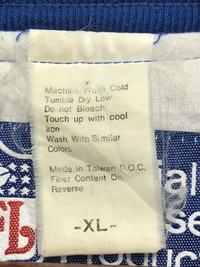 Machine Wash Cold
Tumble Dry Low
Do not Bleach
Touch up with cool
iron
Wash With Similar
Colors
Made in Taiwan R.O.C.
Fiber Content On
Reverse
-XL-